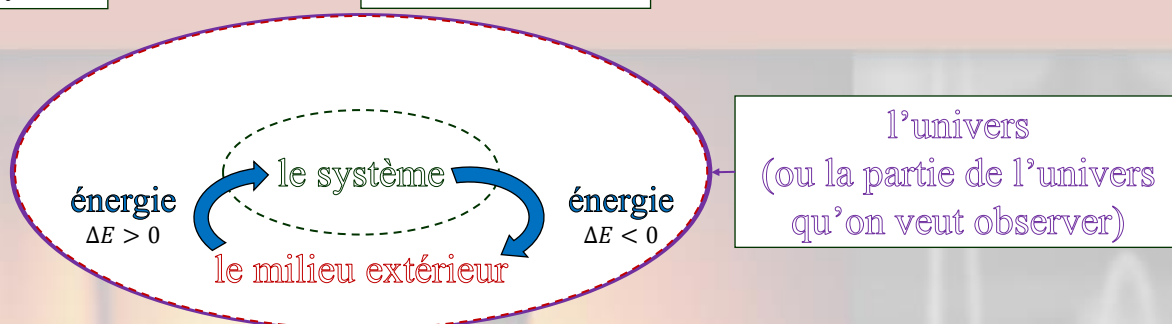 l'univers
(ou la partie de l'univers
qu'on veut observer)
le système
énergie
ΔE > 0
énergie
ΔE < 0
le milieu extérieur